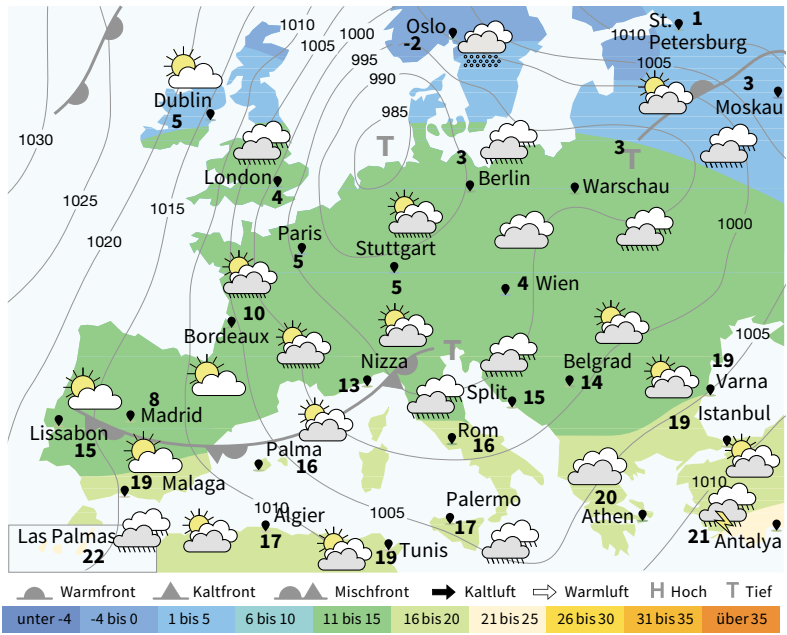 1010
1005
1000
995
990
985
Oslo
-2
St.
Petersburg
1
1010
1005
3
Moskau
Dublin
5
1030
London
4
T
3
Berlin
3
T
Warschau
1025
1015
1020
Paris
5
Stuttgart
5
4 Wien
1000
10
Bordeaux
1005
Nizza
13
T
Belgrad
14
19
Varna
Split 15
8
Madrid
Lissabon
15
Rom
16
19
Istanbul
Palma
16
19 Malaga
1010
20
Athen
1010
Algier
17
1005
Palermo
17
Las Palmas
22
19 Tunis
21 Antalya
Warmfront Kaltfront Mischfront Kaltluft Warmluft H Hoch T Tief
unter -4 -4 bis 0 1 bis 5 6 bis 10 11 bis 15 16 bis 20 21 bis 25 26 bis 30 31 bis 35 über 35